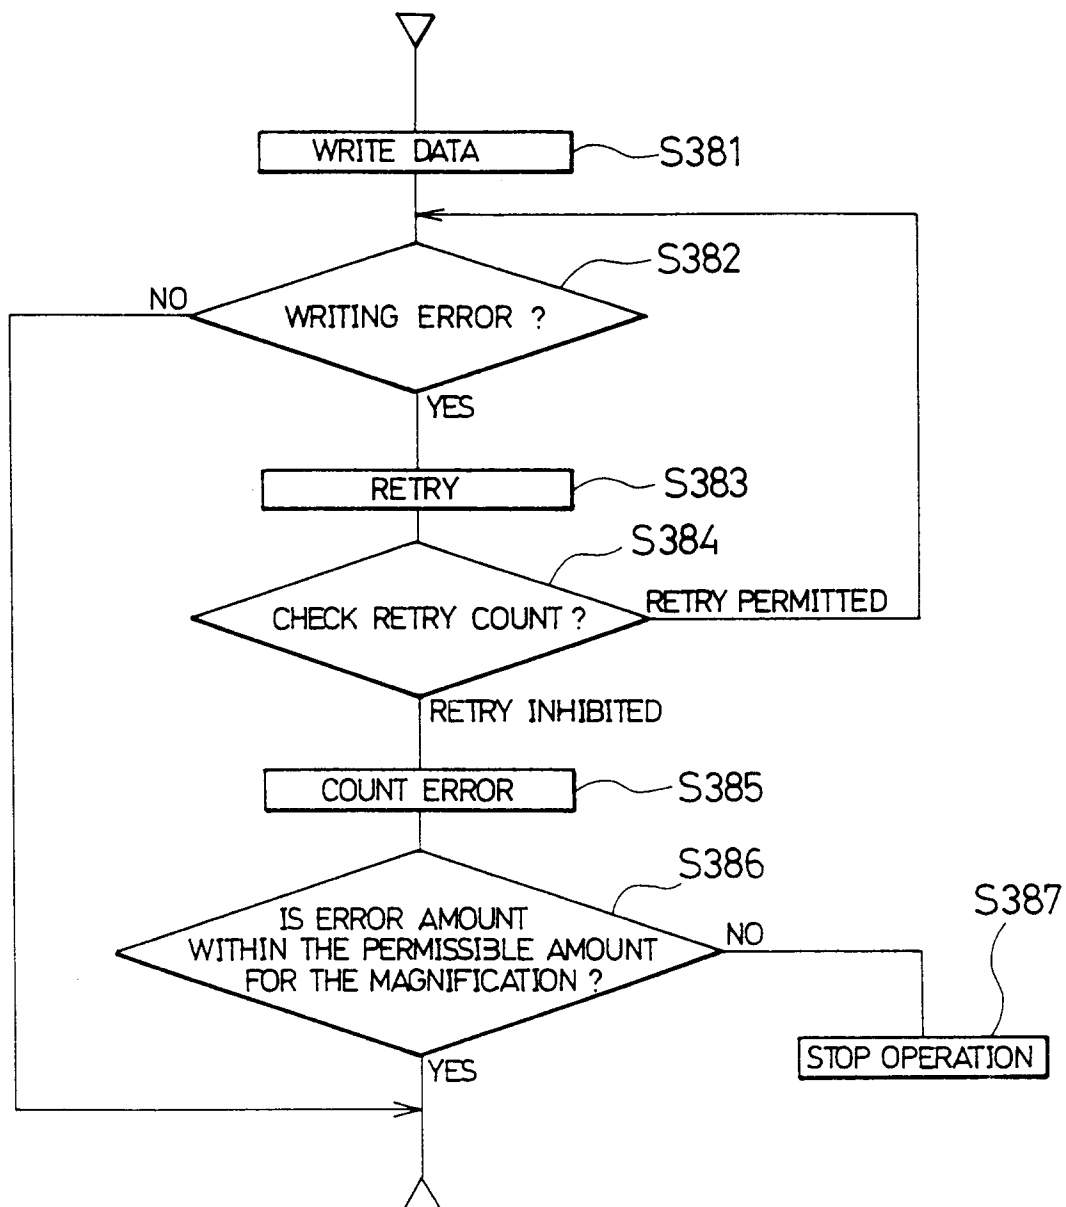 WRITE DATA
S381
S382
NO
WRITING ERROR ?
YES
RETRY
S383
S384
CHECK RETRY COUNT ?
RETRY PERMITTED
RETRY INHIBITED
COUNT ERROR
S385
S386
S387
IS ERROR AMOUNT
WITHIN THE PERMISSIBLE AMOUNT
FOR THE MAGNIFICATION ?
NO
STOP OPERATION
YES